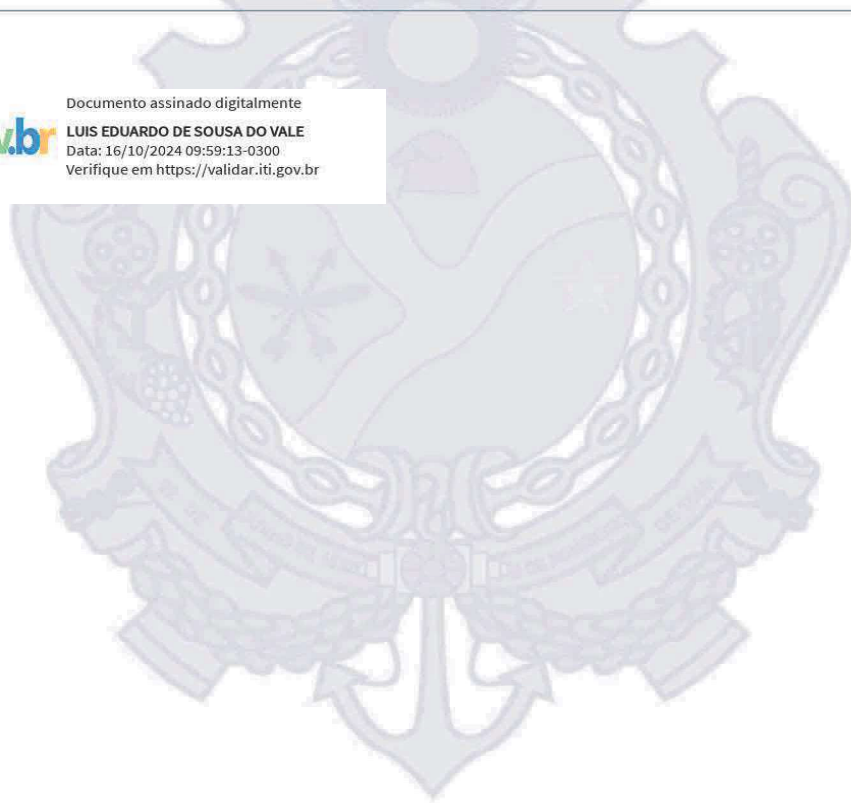 Documento assinado digitalmente
v.br LUIS EDUARDO DE SOUSA DO VALE
Data: 16/10/2024 09:59:13-0300
Verifique em https://validar.iti.gov.br